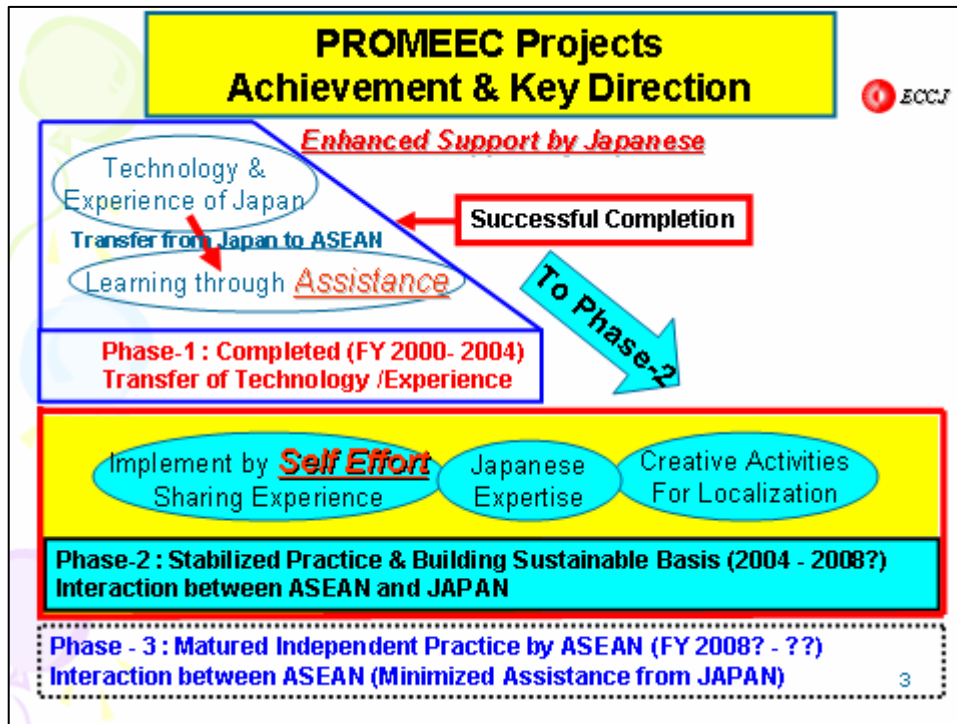 PROMEEC Projects
Achievement & Key Direction
ECCJ
Enhanced Support by Japanese
Technology &
Experience of Japan
Successful Completion
Transfer from Japan to ASEAN
Learning through Assistance
To Phase-2
Phase-1 : Completed (FY 2000- 2004)
Transfer of Technology /Experience
Implement by Self Effort
Sharing Experience
Japanese
Expertise
Creative Activities
For Localization
Phase-2 : Stabilized Practice & Building Sustainable Basis (2004 - 2008?)
Interaction between ASEAN and JAPAN
Phase - 3 : Matured Independent Practice by ASEAN (FY 2008? - ??)
Interaction between ASEAN (Minimized Assistance from JAPAN)
3